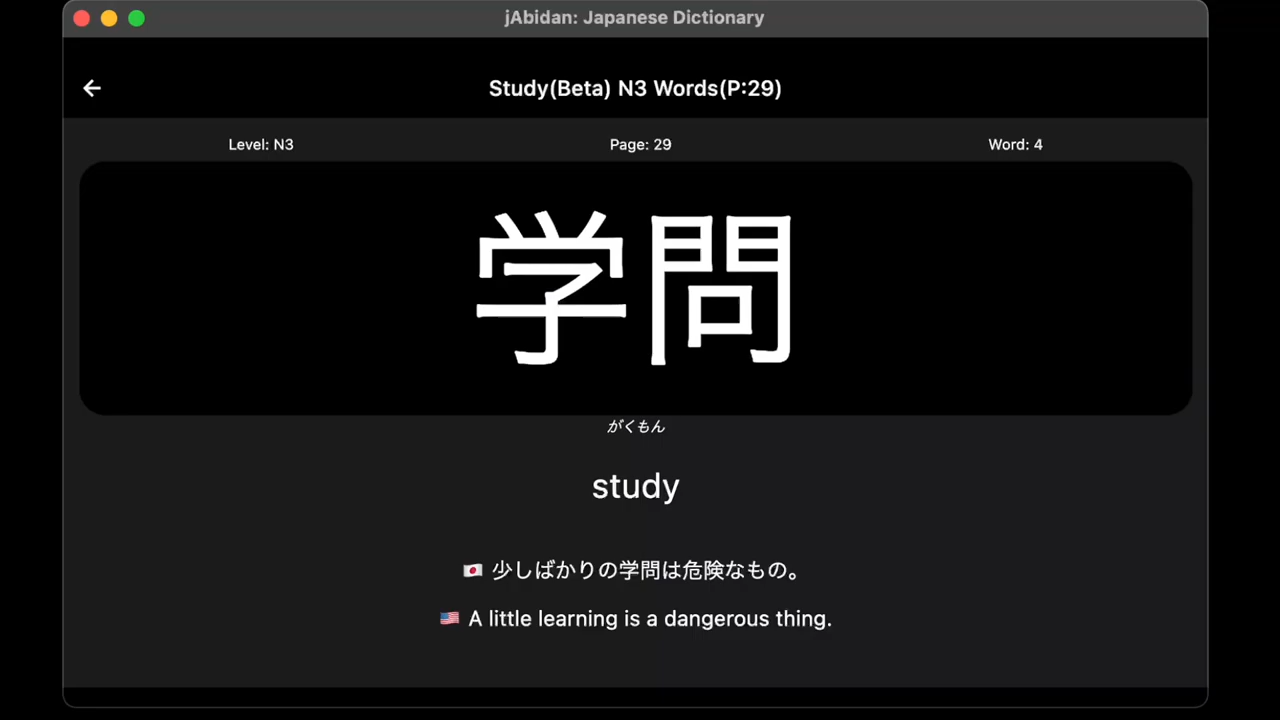 jAbidan: Japanese Dictionary
Study(Beta) N3 Words(P:29)
Level: N3
Page: 29
Word: 4
学問
がくもん
study
🇯🇵 少しばかりの学問は危険なもの。
🇺🇸 A little learning is a dangerous thing.